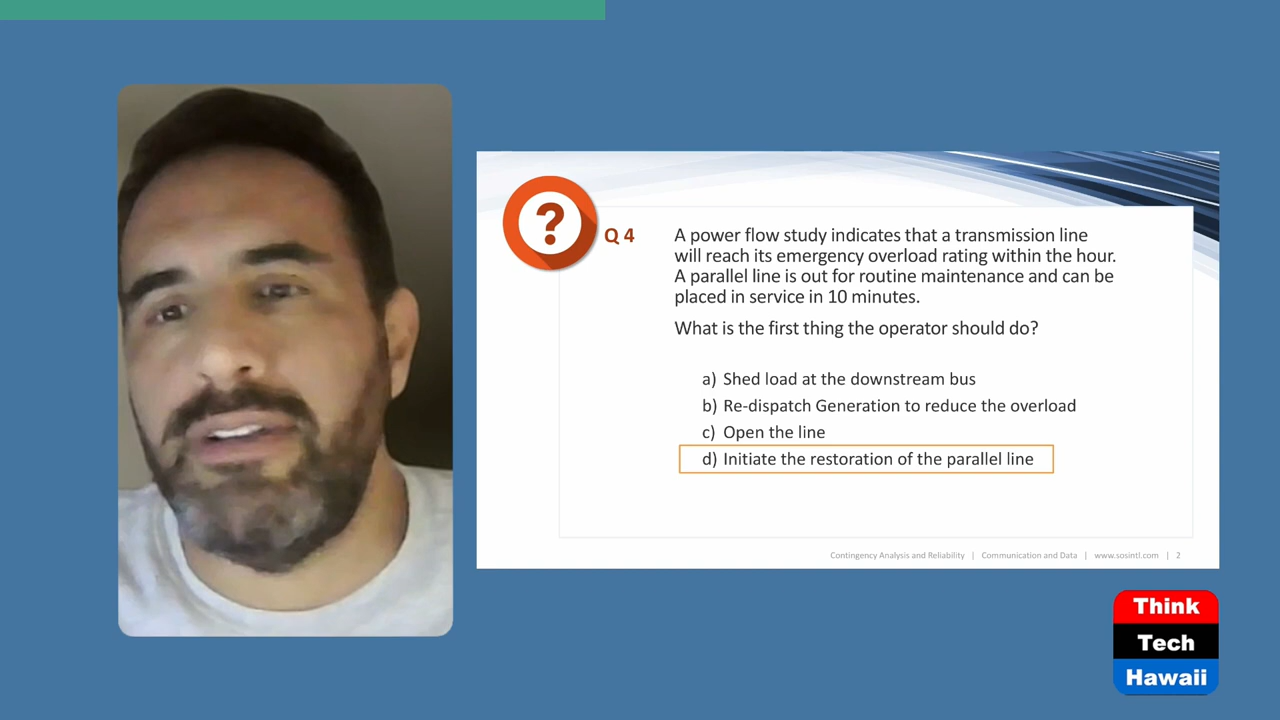 ?
Q 4
A power flow study indicates that a transmission line
will reach its emergency overload rating within the hour.
A parallel line is out for routine maintenance and can be
placed in service in 10 minutes.
What is the first thing the operator should do?
a) Shed load at the downstream bus
b) Re-dispatch Generation to reduce the overload
c) Open the line
d) Initiate the restoration of the parallel line
Contingency Analysis and Reliability | Communication and Data | www.sosintl.com | 2
Think
Tech
Hawaii